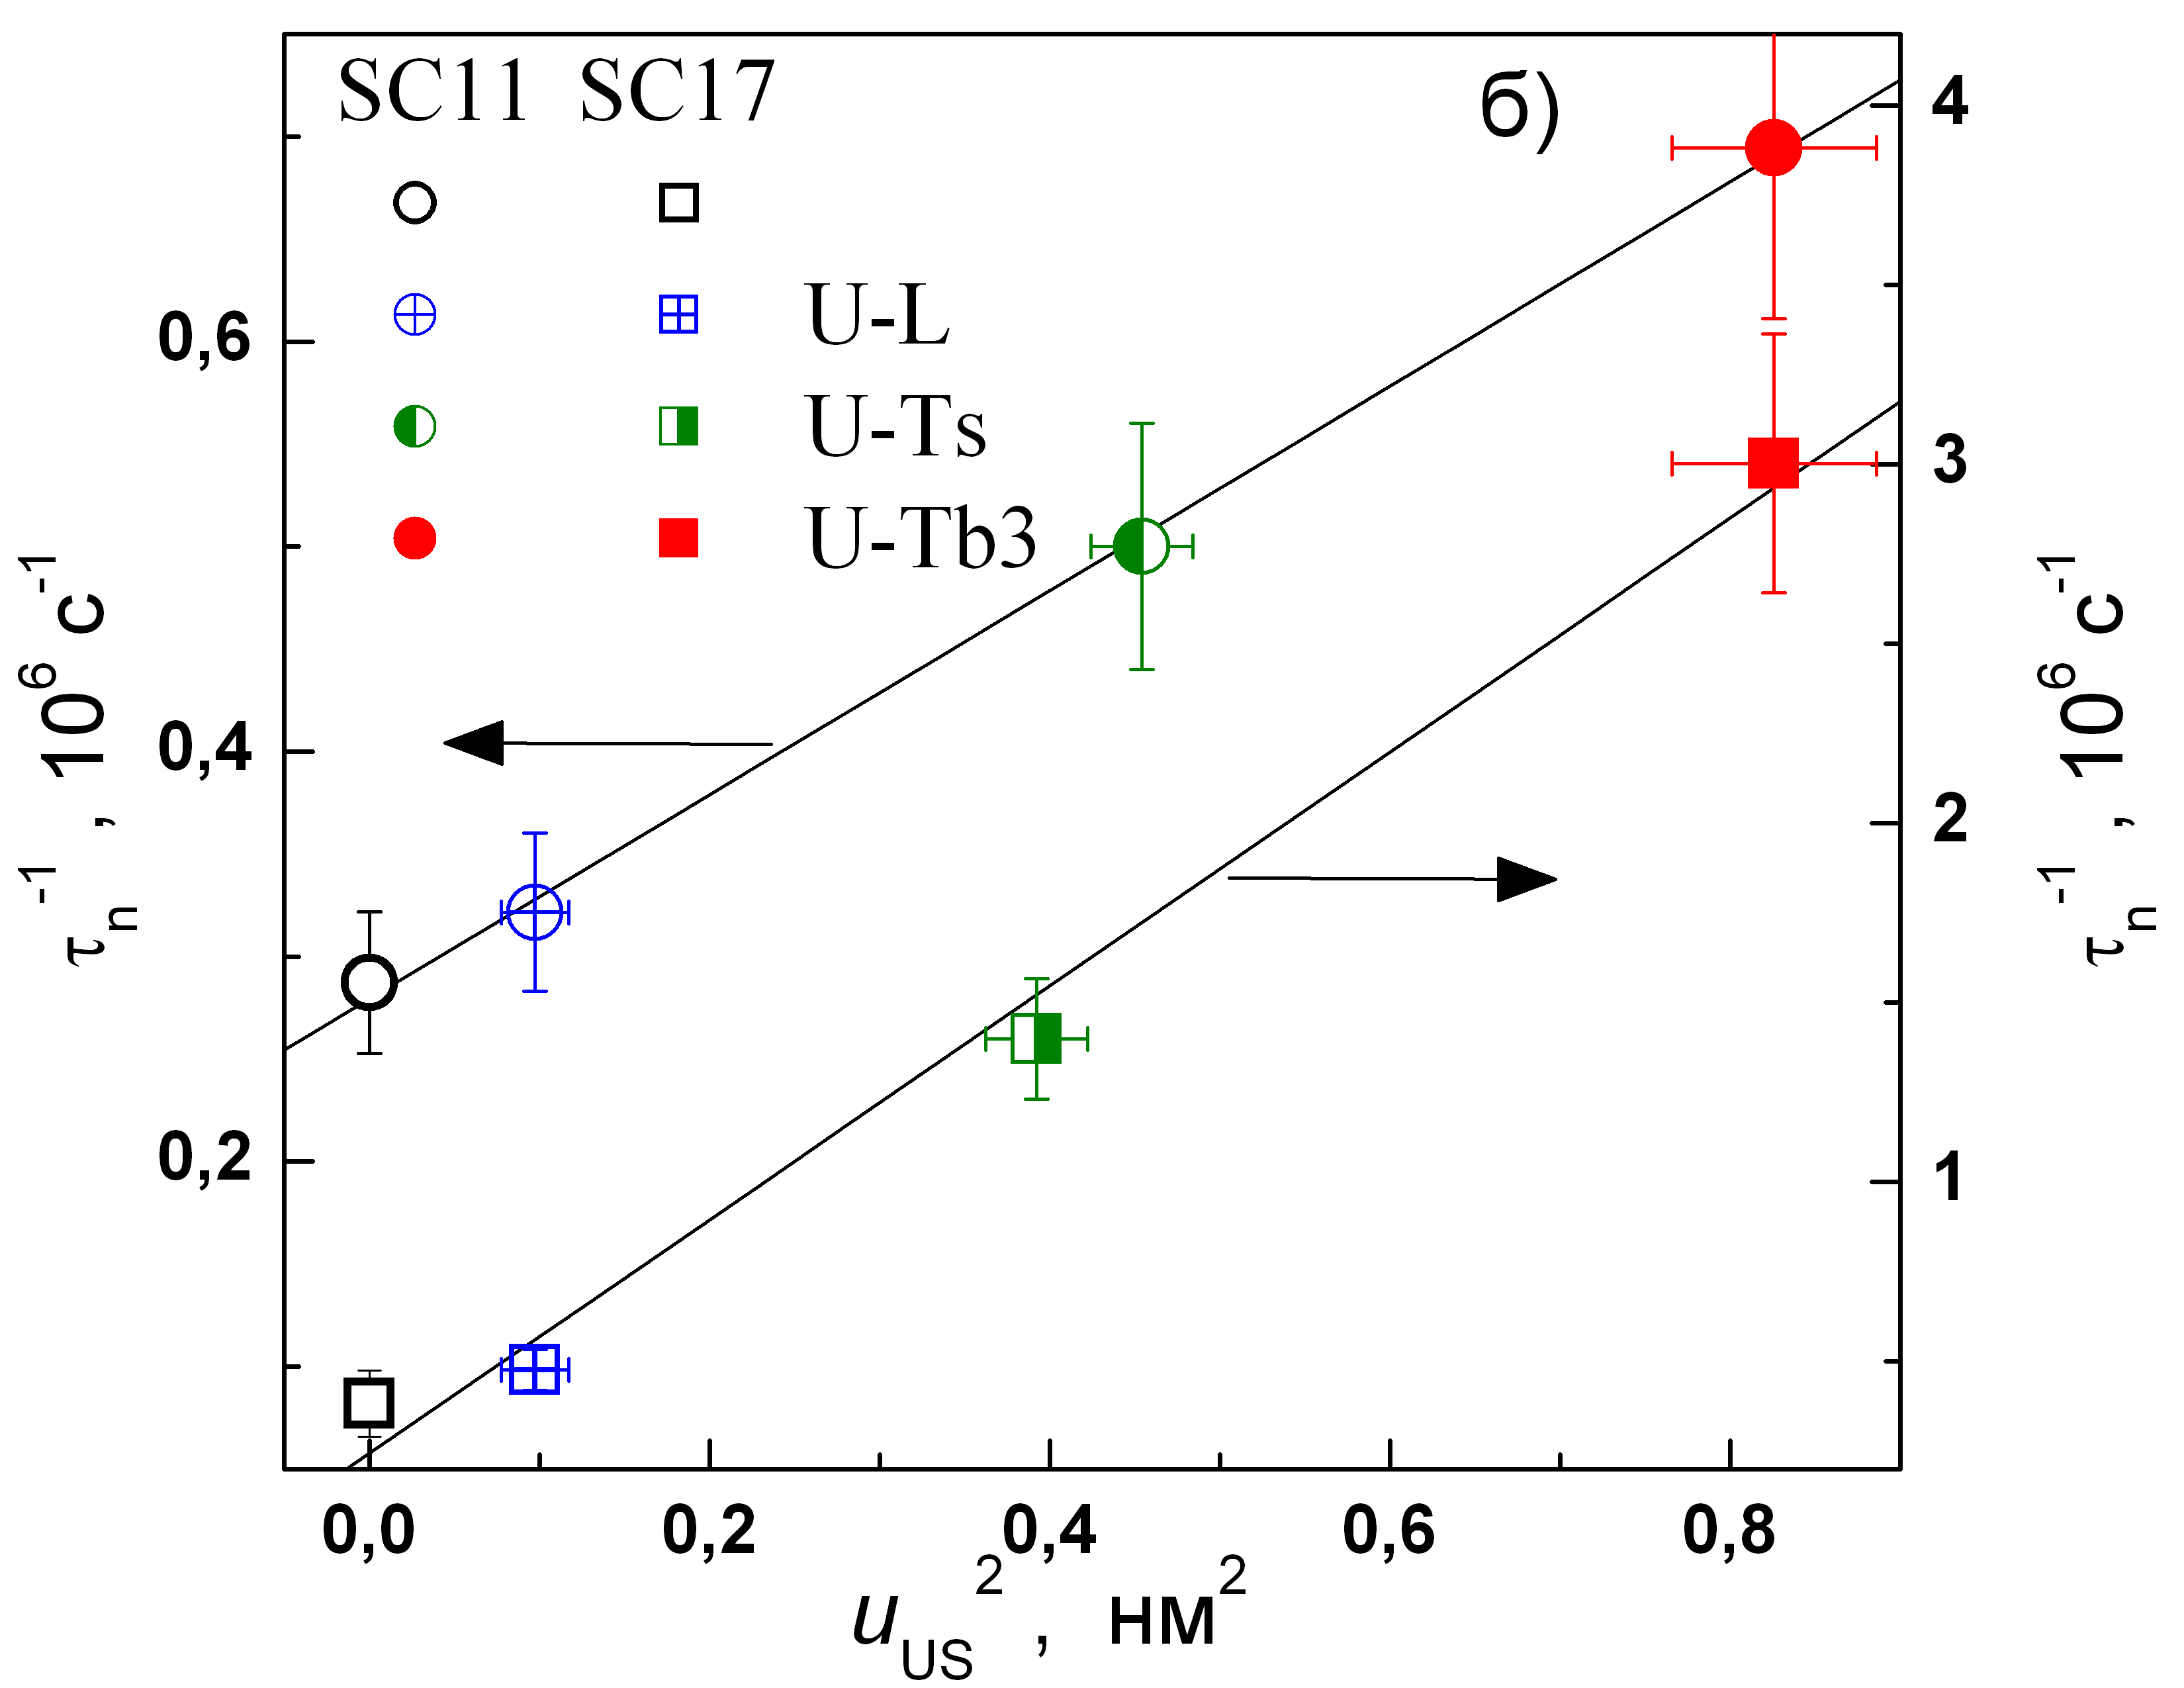 SC11 SC17
б)
U-L
U-Ts
U-Tb3
0,6
0,4
0,2
τn-1, 106 c-1
4
3
2
1
τn-1, 106 c-1
0,0 0,2 0,4 0,6 0,8
uUS2, нм2